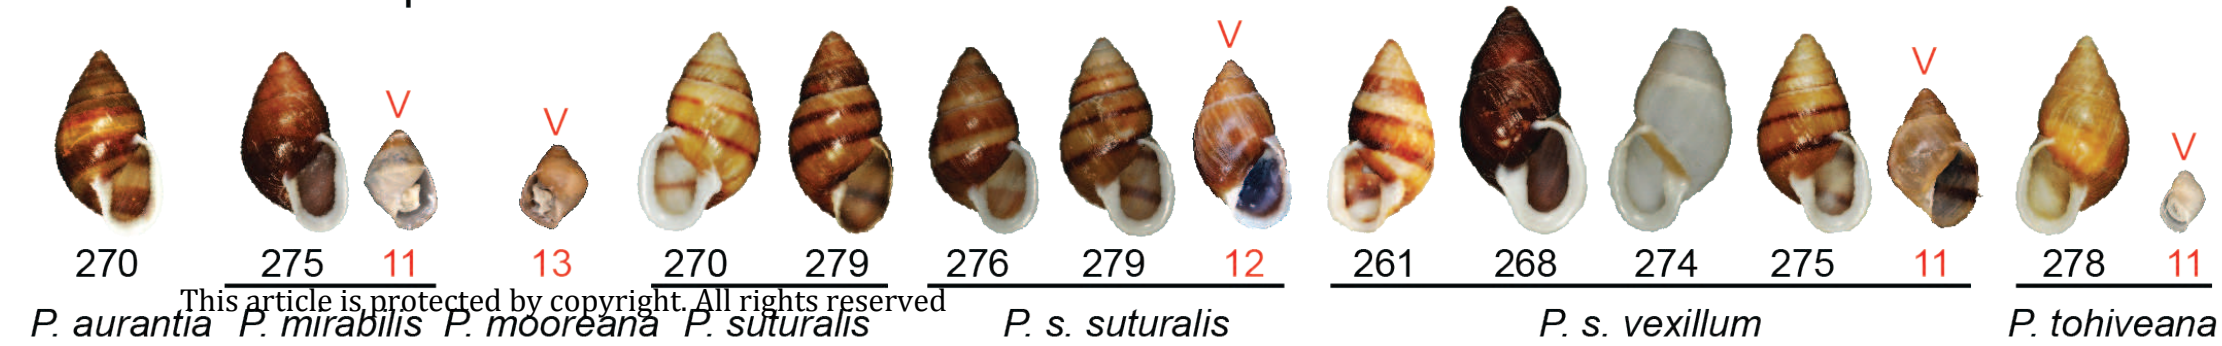 V
V V V V V
270 275 11 13 270 279 276 279 12 261 268 274 275 11 278 11
This article is protected by copyright. All rights reserved
P. aurantia P. mirabilis P. mooreana P. suturalis P. s. suturalis P. s. vexillum P. tohiveana